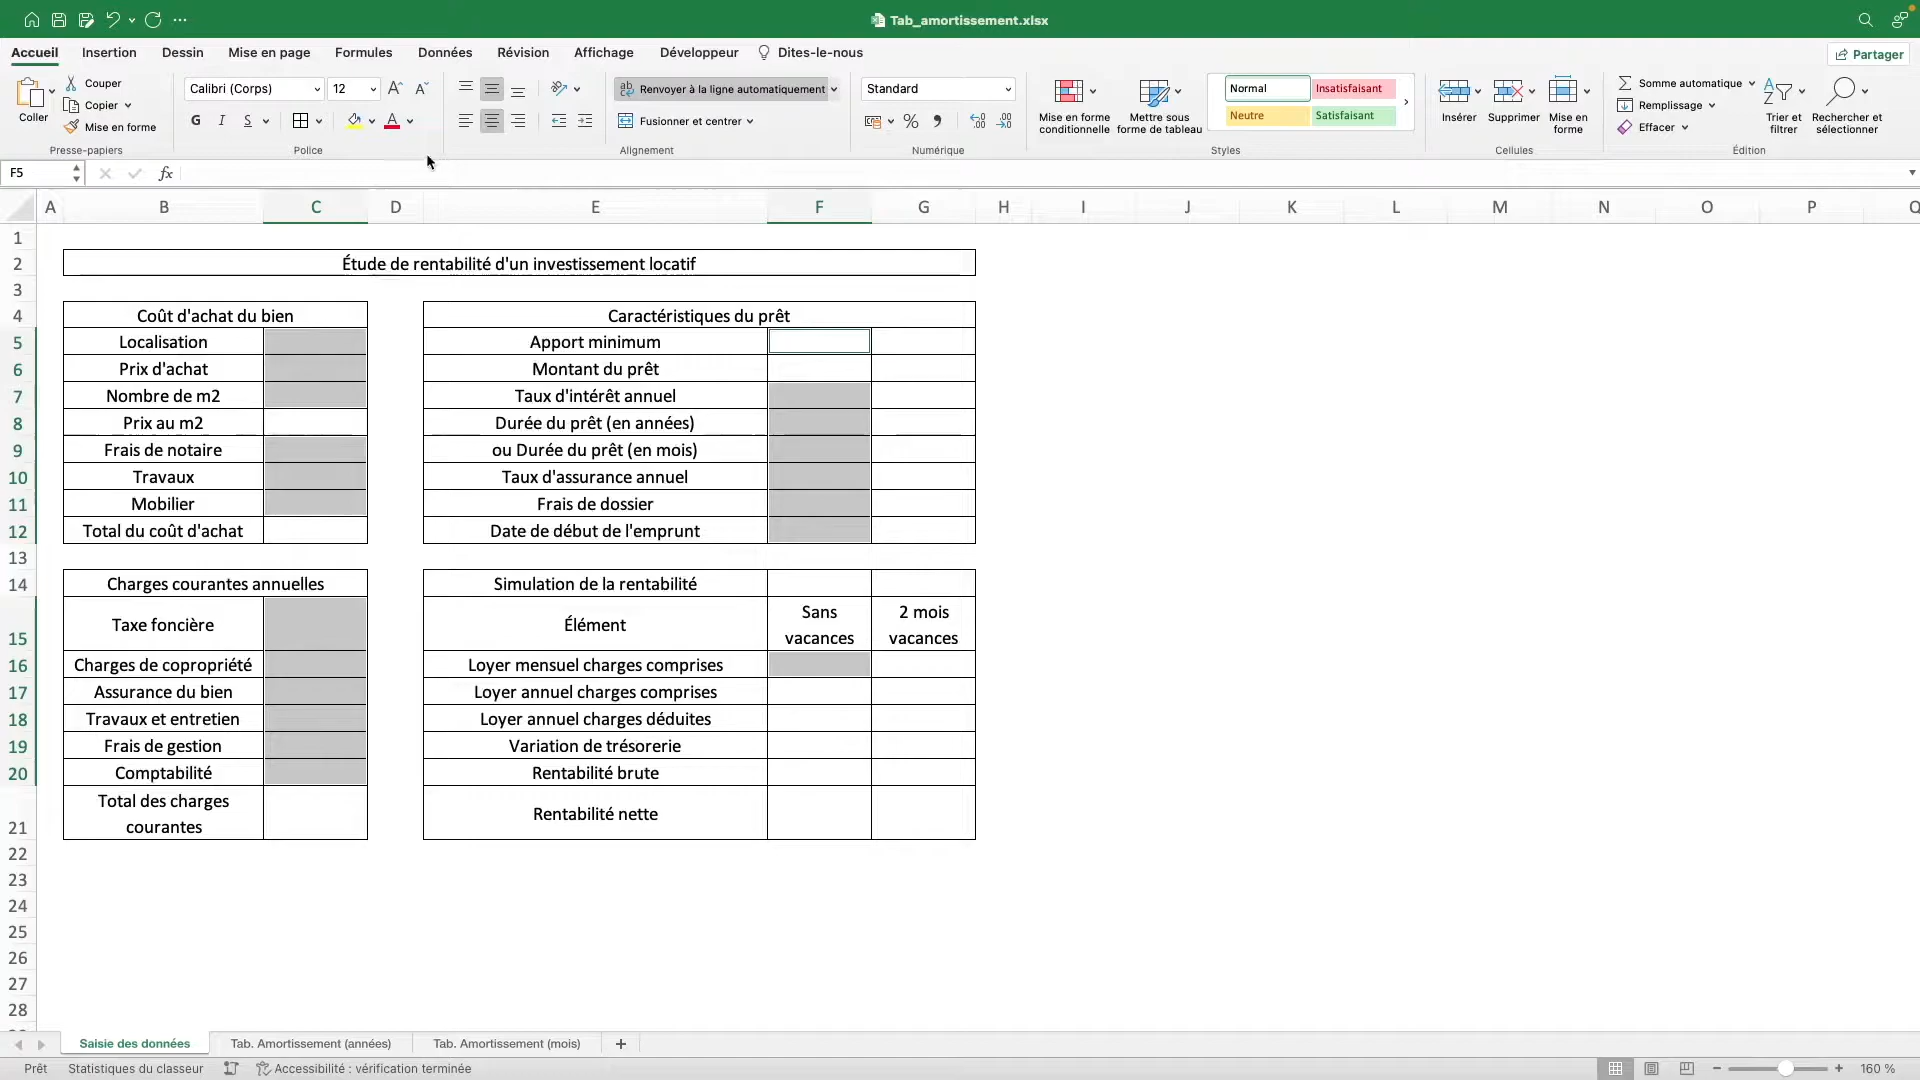 Tab_amortissement.xlsx
Accueil Insertion Dessin Mise en page Formules Données Révision Affichage Développeur Dites-le-nous Partager
Coller
Couper
Copier
Mise en forme
Presse-papiers
Calibri (Corps) 12
G I S
Police
Renvoyer à la ligne automatiquement
Fusionner et centrer
Alignement
Standard
Numérique
Mise en forme conditionnelle
Mettre sous forme de tableau
Normal Insatisfaisant
Neutre Satisfaisant
Styles
Insérer Supprimer Mise en forme
Cellules
Somme automatique
Remplissage
Effacer
Trier et filtrer
Rechercher et sélectionner
Édition
F5 fx
A B C D E F G H I J K L M N O P Q
1
2 Étude de rentabilité d'un investissement locatif
3
4 Coût d'achat du bien Caractéristiques du prêt
5 Localisation Apport minimum
6 Prix d'achat Montant du prêt
7 Nombre de m2 Taux d'intérêt annuel
8 Prix au m2 Durée du prêt (en années)
9 Frais de notaire ou Durée du prêt (en mois)
10 Travaux Taux d'assurance annuel
11 Mobilier Frais de dossier
12 Total du coût d'achat Date de début de l'emprunt
13
14 Charges courantes annuelles Simulation de la rentabilité
15 Taxe foncière Élément Sans vacances 2 mois vacances
16 Charges de copropriété Loyer mensuel charges comprises
17 Assurance du bien Loyer annuel charges comprises
18 Travaux et entretien Loyer annuel charges déduites
19 Frais de gestion Variation de trésorerie
20 Comptabilité Rentabilité brute
21 Total des charges courantes Rentabilité nette
22
23
24
25
26
27
28
Saisie des données Tab. Amortissement (années) Tab. Amortissement (mois) +
Prêt Statistiques du classeur Accessibilité : vérification terminée 160 %